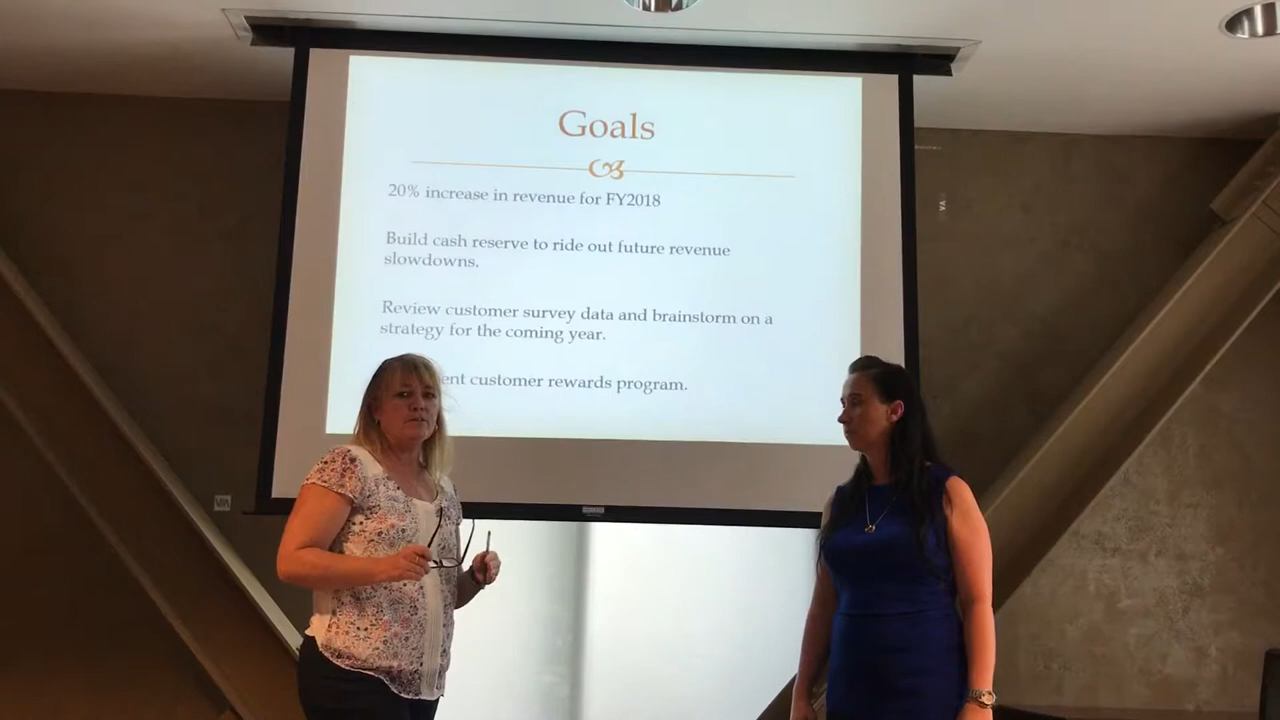 Goals
20% increase in revenue for FY2018
Build cash reserve to ride out future revenue
slowdowns.
Review customer survey data and brainstorm on a
strategy for the coming year.
ent customer rewards program.